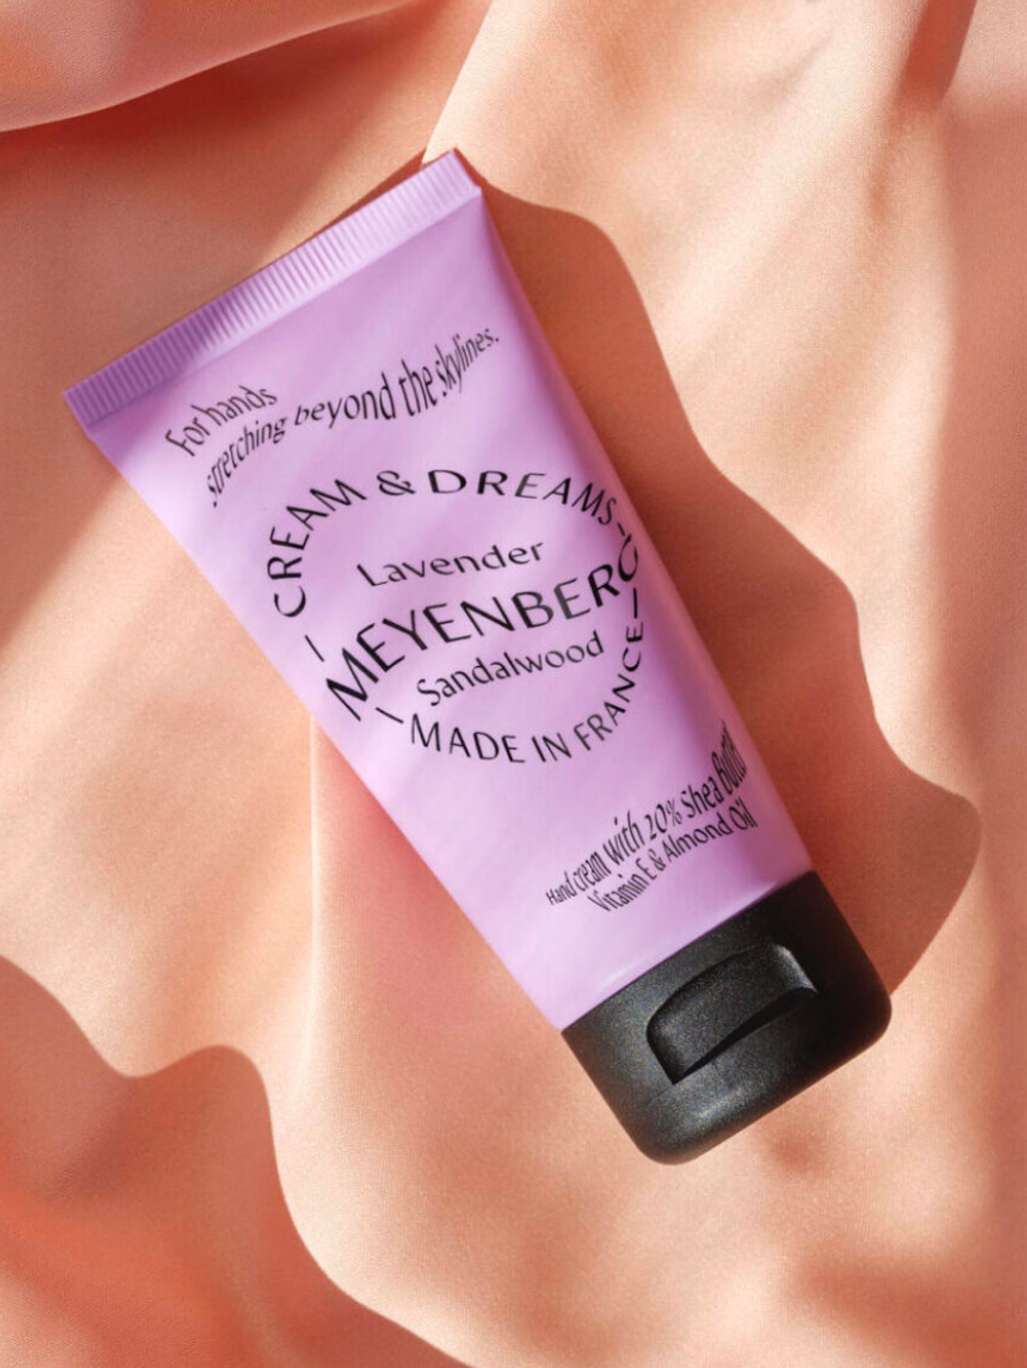 For hands
stretching beyond the skylines.
CREAM & DREAMS
Lavender
MEYENBERG
Sandalwood
MADE IN FRANCE
Hand cream with 20% Shea Butter
Vitamin E & Almond Oil